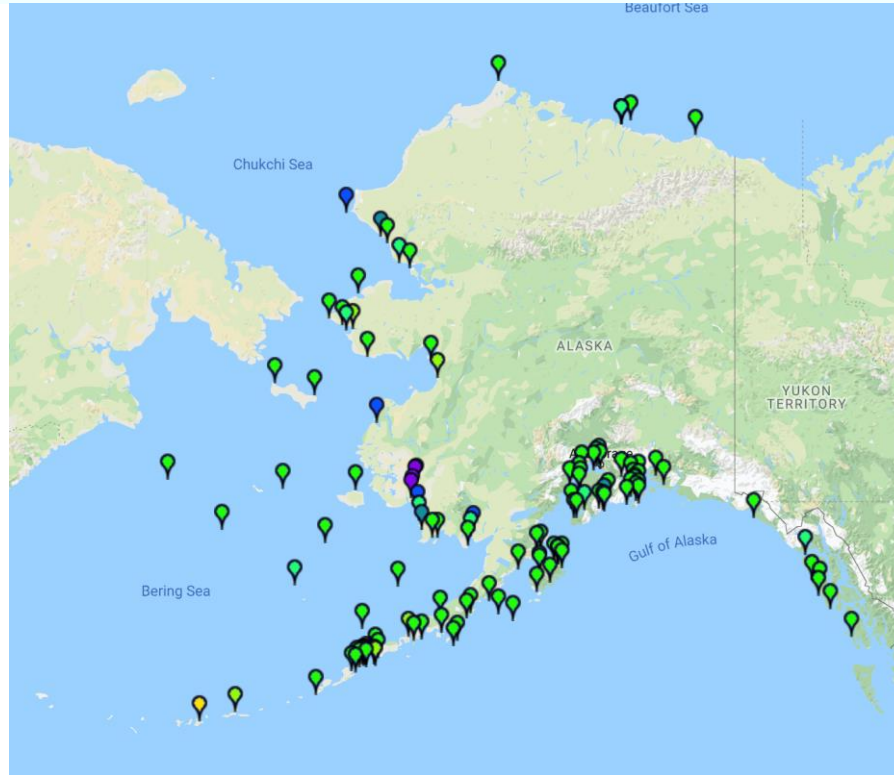 Beaufort Sea
Chukchi Sea
ALASKA
YUKON
TERRITORY
Gulf of Alaska
Bering Sea